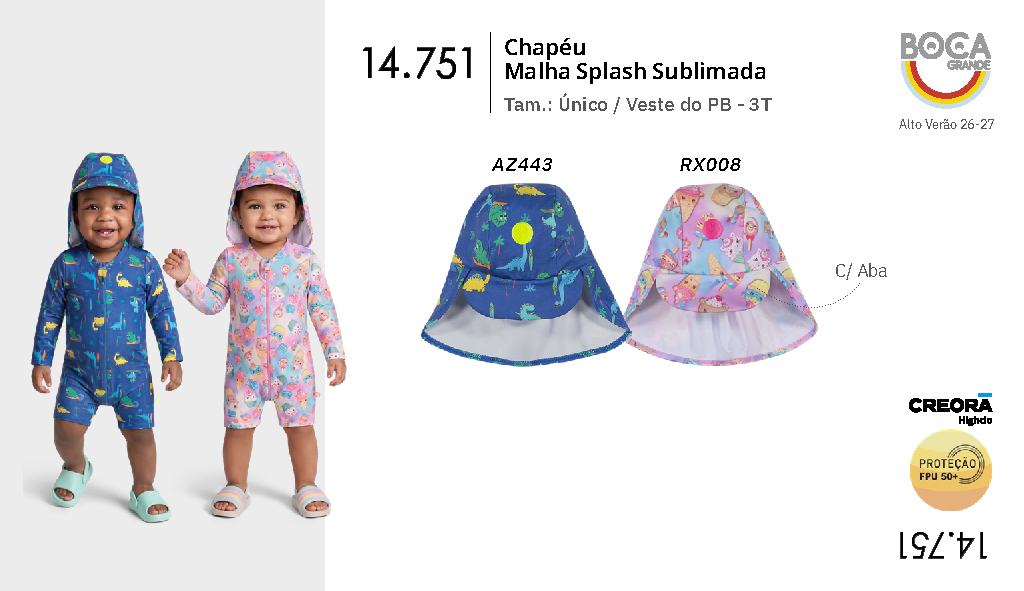 14.751
Chapéu
Malha Splash Sublimada
Tam.: Único / Veste do PB - 3T
BOCA
GRANDE
Alto Verão 26-27
AZ443
RX008
C/ Aba
CREORA
Highclo
PROTEÇÃO
FPU 50+
14.751